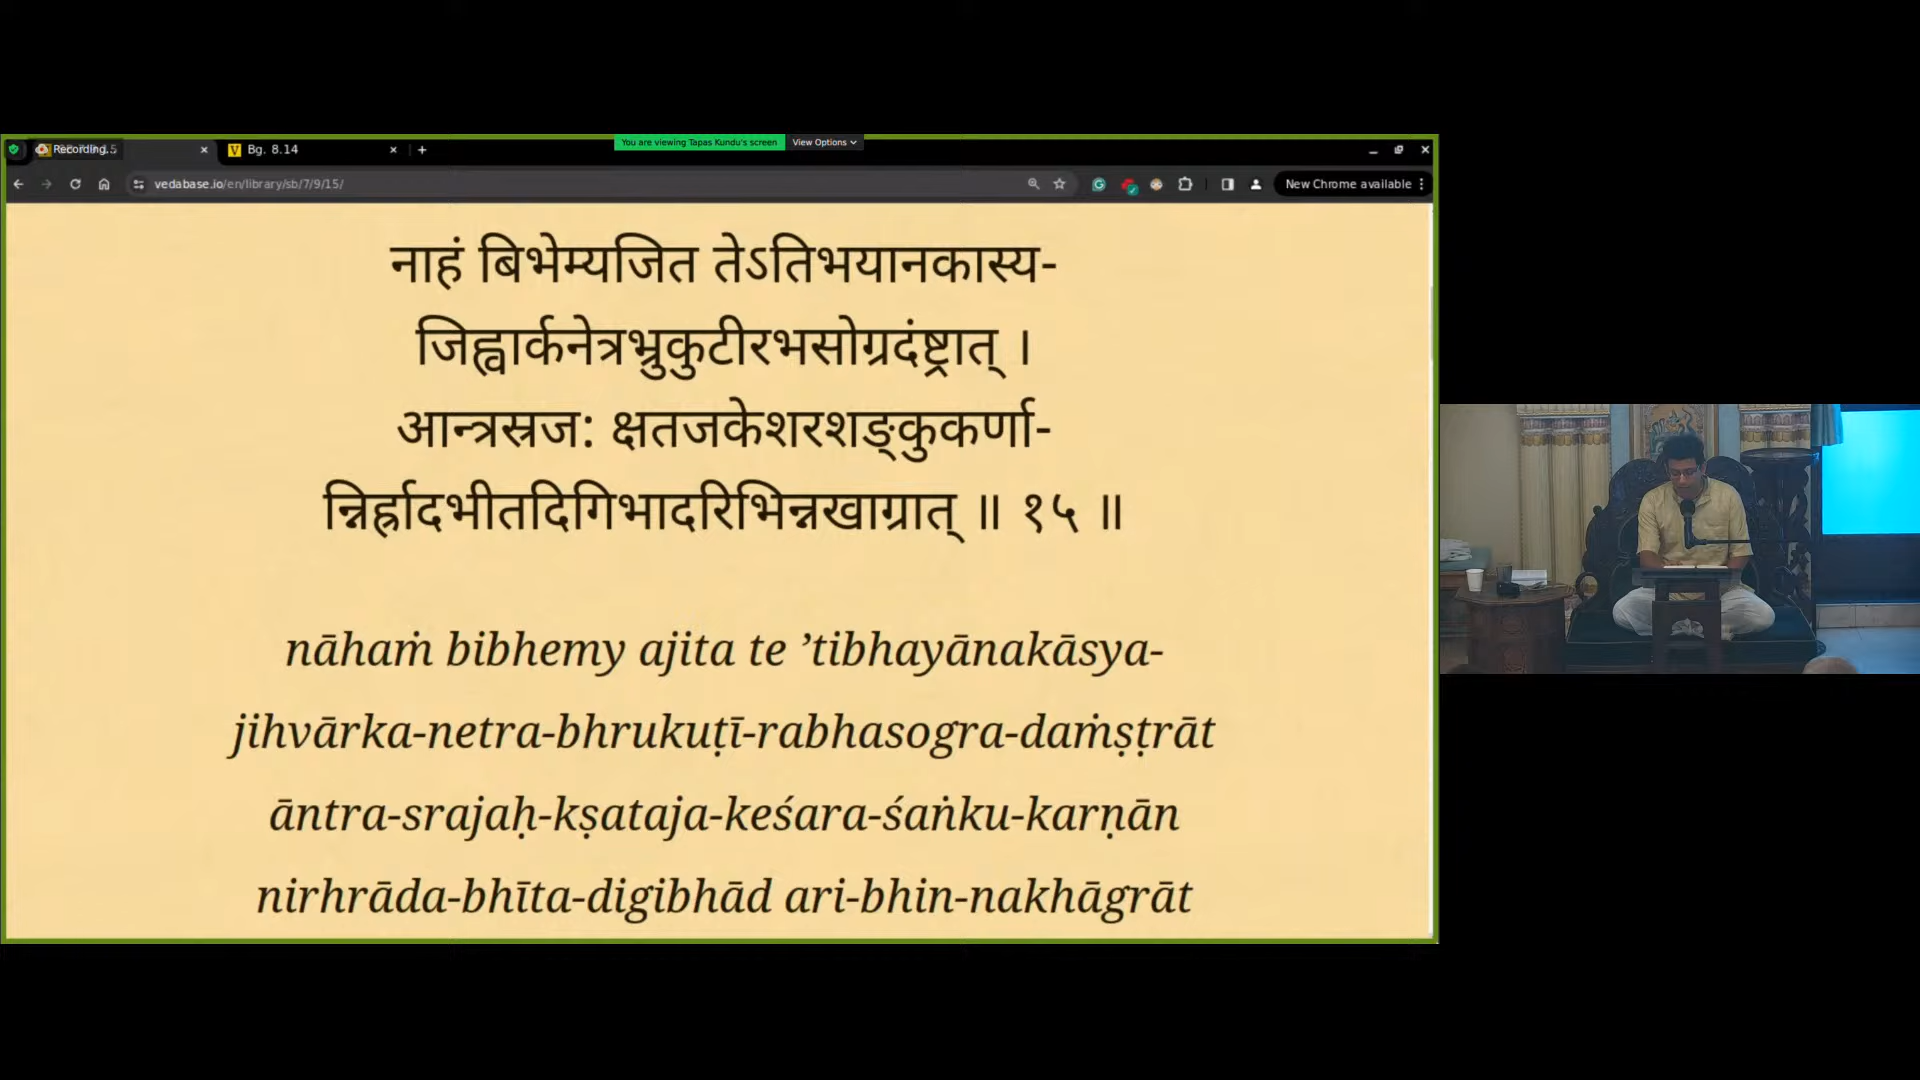 Recording...
Bg. 8.14
You are viewing Tapas Kundu's screen
View Options
vedabase.io/en/library/sb/7/9/15/
New Chrome available
नाहं बिभेम्यजित तेऽतिभयानकास्य-
जिह्वार्कनेत्रभ्रुकुटीरभसोग्रदंष्ट्रात् ।
आन्त्रस्रज: क्षतजकेशरशङ्कुकर्णा-
न्निर्ह्रादभीतदिगिभादरिभिन्नखाग्रात् ॥ १५ ॥
nāhaṁ bibhemy ajita te ’tibhayānakāsya-
jihvārka-netra-bhrukuṭī-rabhasogra-daṁṣṭrāt
āntra-srajaḥ-kṣataja-keśara-śaṅku-karṇān
nirhrāda-bhīta-digibhād ari-bhin-nakhāgrāt